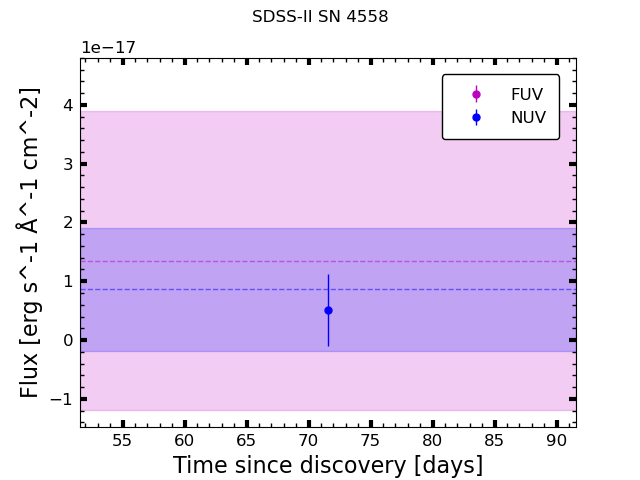 SDSS-II SN 4558
1e−17
FUV
NUV
4
3
2
1
0
−1
Flux [erg s^-1 Å^-1 cm^-2]
55 60 65 70 75 80 85 90
Time since discovery [days]